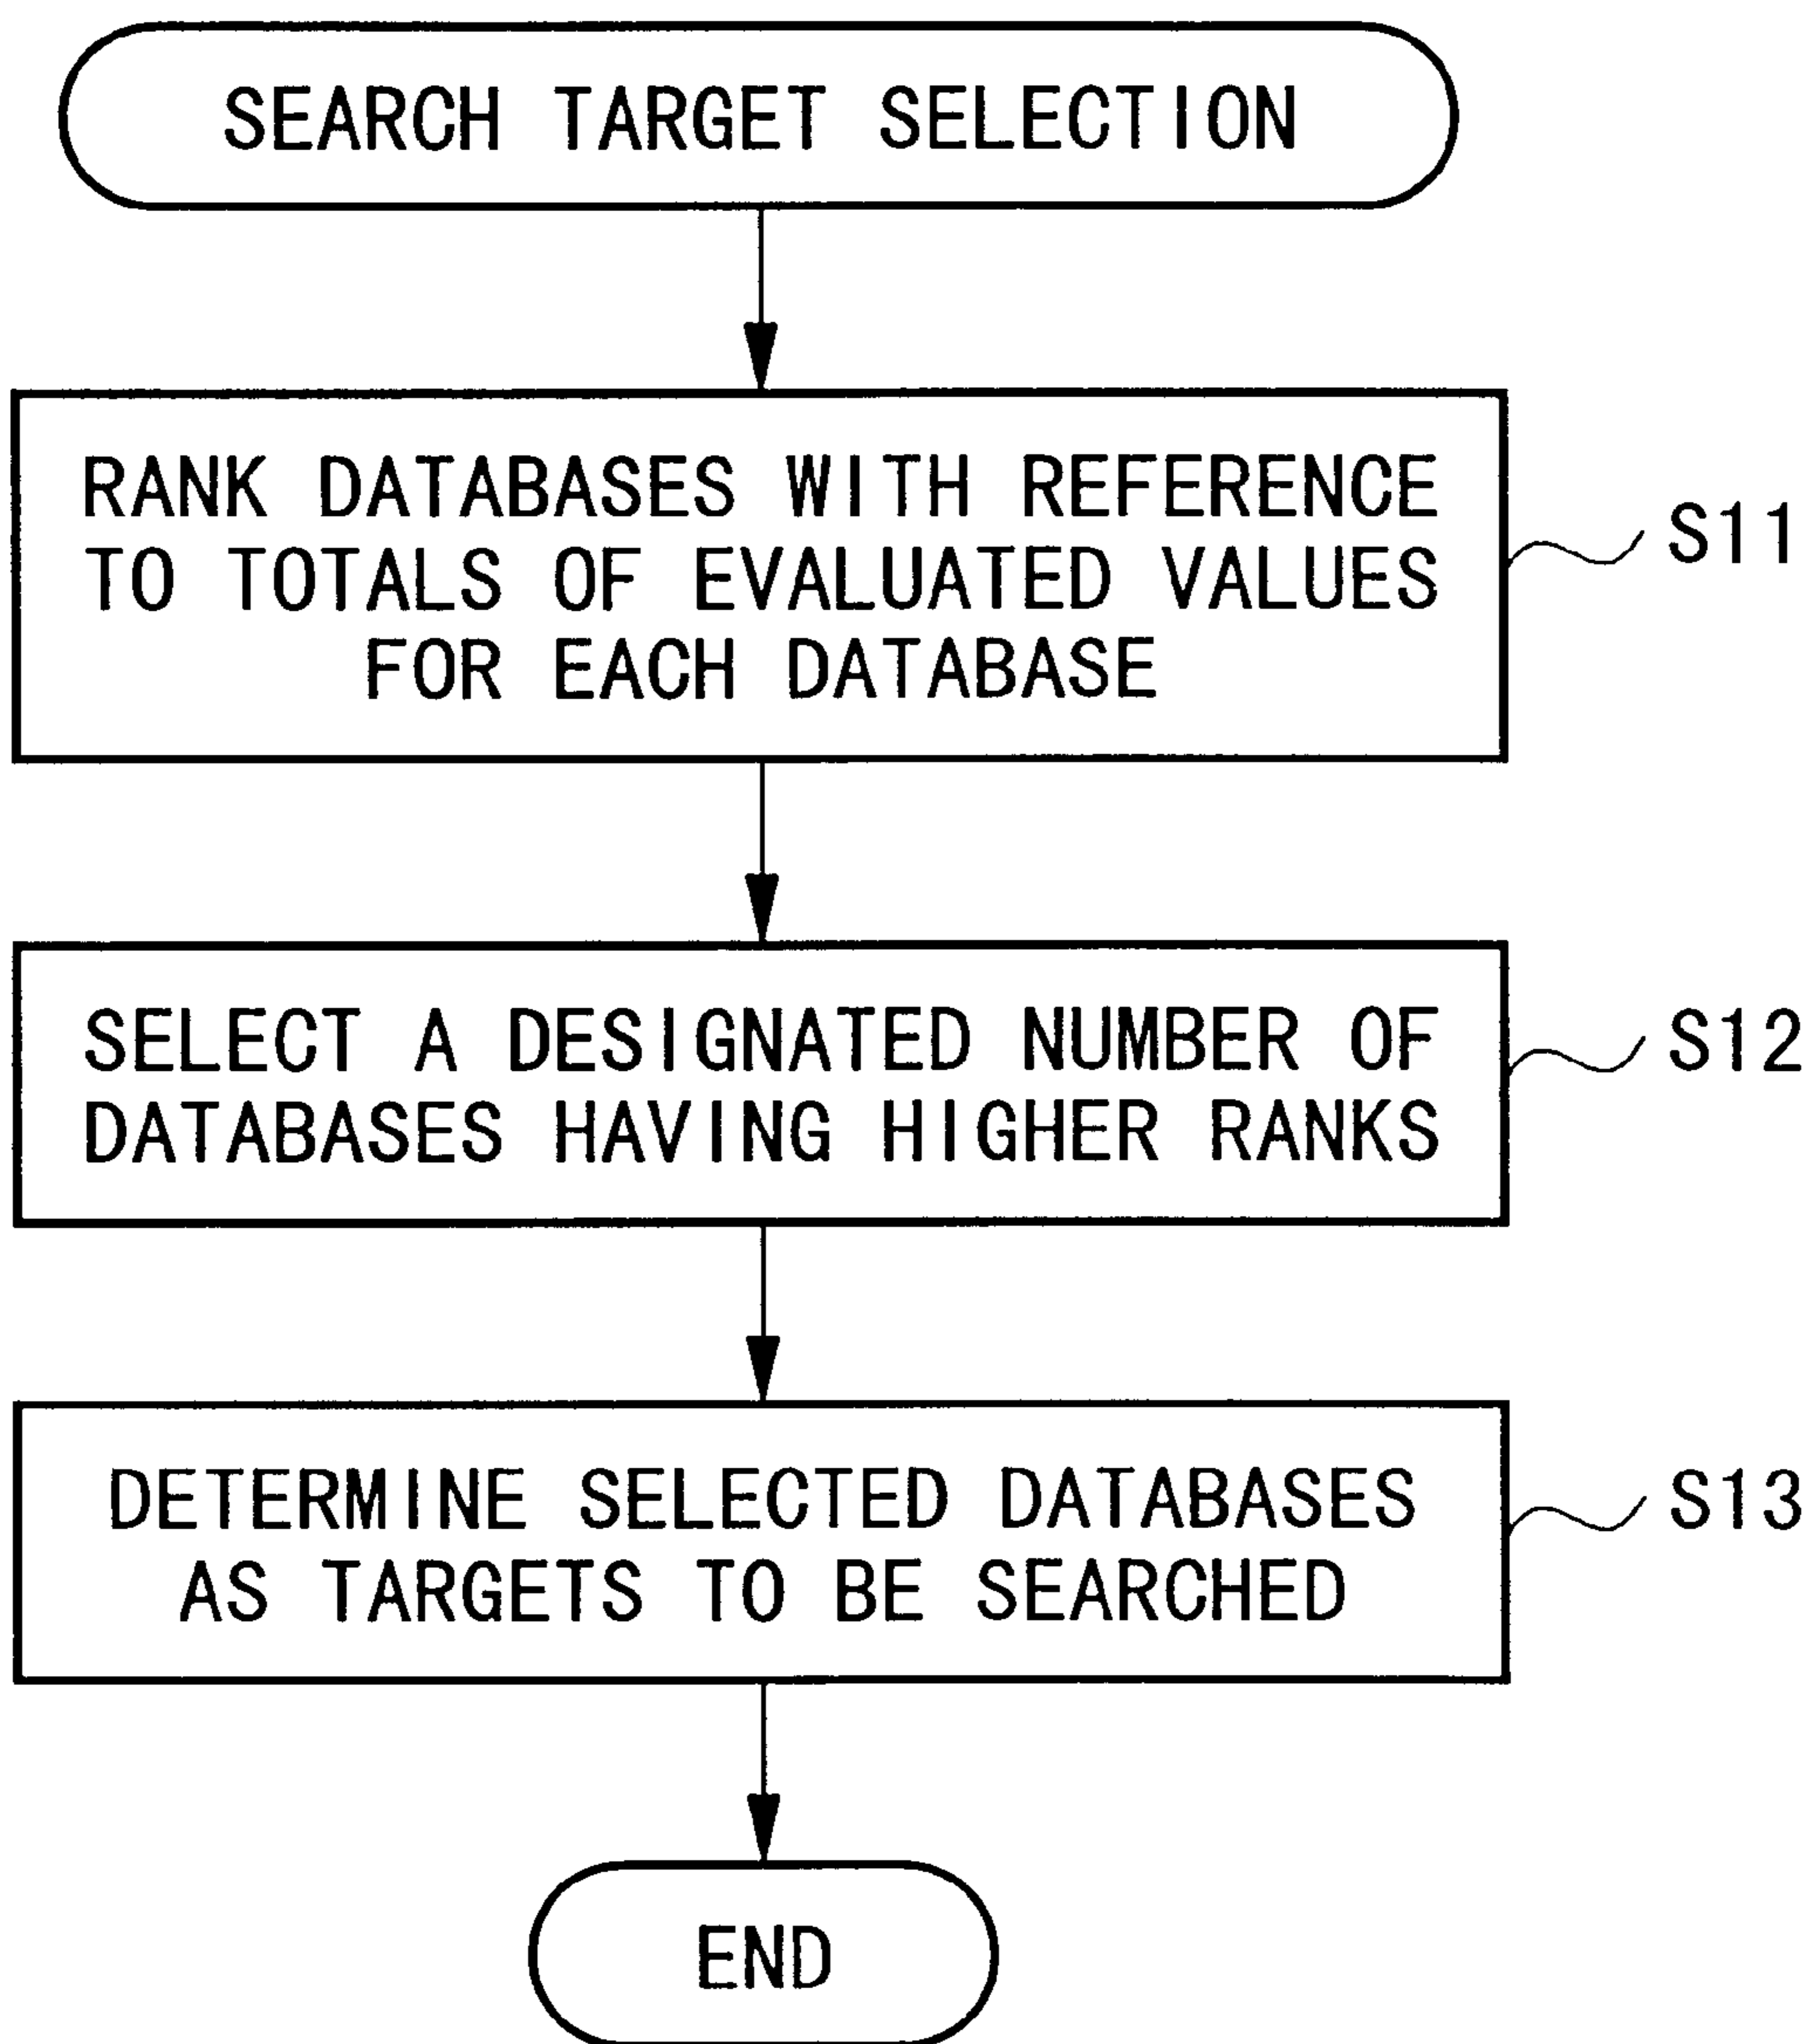 SEARCH TARGET SELECTION
RANK DATABASES WITH REFERENCE
TO TOTALS OF EVALUATED VALUES
FOR EACH DATABASE
S11
SELECT A DESIGNATED NUMBER OF
DATABASES HAVING HIGHER RANKS
S12
DETERMINE SELECTED DATABASES
AS TARGETS TO BE SEARCHED
S13
END